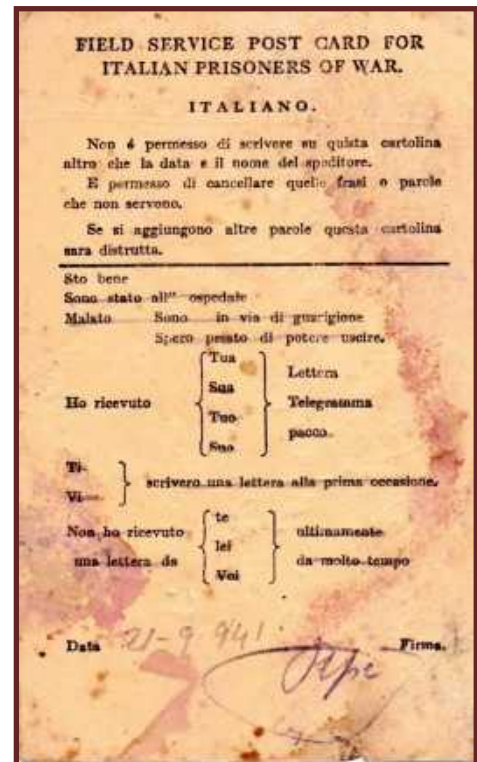 FIELD SERVICE POST CARD FOR
ITALIAN PRISONERS OF WAR.
ITALIANO.
Non é permesso di scrivere su quista cartolina
altro che la data e il nome del speditore.
E permesso di cancellare quelle frasi o parole
che non servono.
Se si aggiungono altre parole questa cartolina
sara distrutta.
Sto bene
Sono stato all" ospedale
Malato Sono in via di guarigione
Spero presto di potere uscire.
Tua
Sua
Ho ricevuto
Tuo
Suo
Lettera
Telegramma
pacco
Ti
Vi
scrivero una lettera alla prima occasione.
Non ho ricevuto
una lettera da
te
lei
Voi
ultimamente
da molto tempo
Data 21-9-941 Firma.